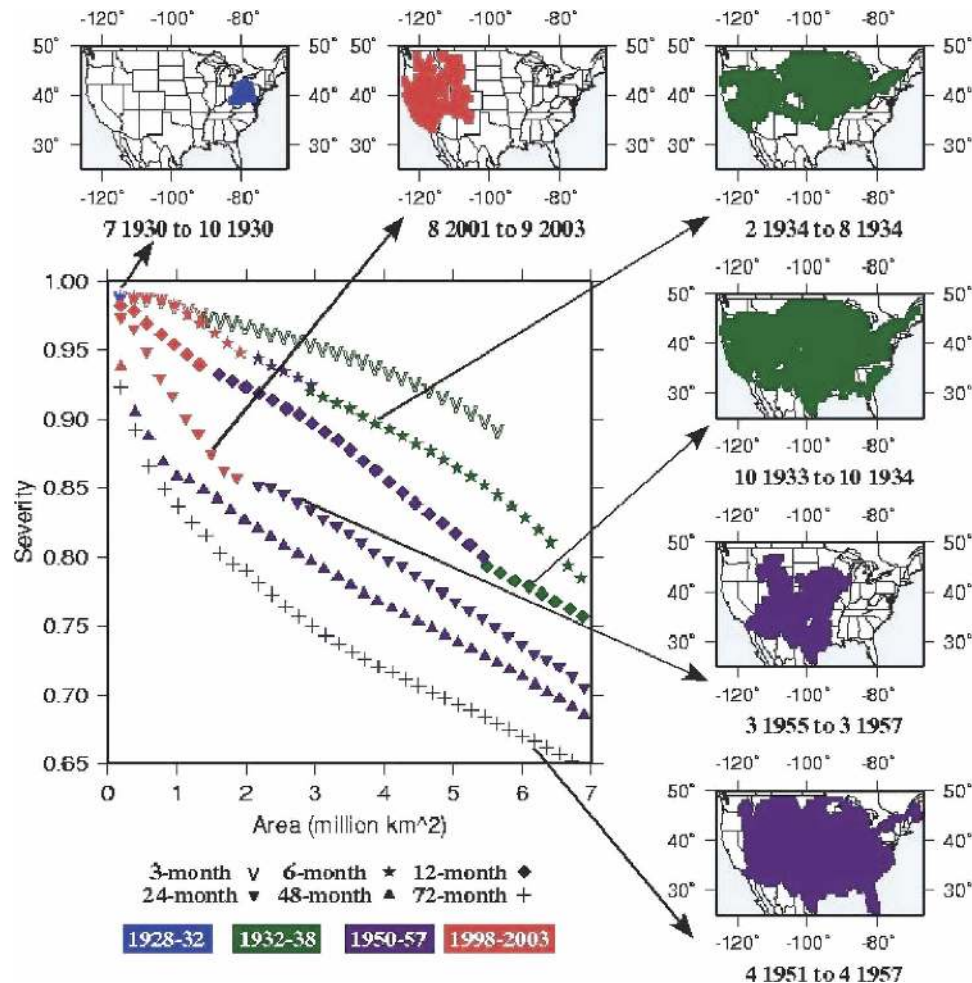 -120° -100° -80°
-120° -100° -80°
-120° -100° -80°
50°
50°
50°
50°
40°
40°
40°
40°
30°
30°
30°
30°
-120° -100° -80°
-120° -100° -80°
-120° -100° -80°
7 1930 to 10 1930
8 2001 to 9 2003
2 1934 to 8 1934
-120° -100° -80°
50°
50°
40°
40°
30°
30°
-120° -100° -80°
10 1933 to 10 1934
-120° -100° -80°
50°
50°
40°
40°
30°
30°
-120° -100° -80°
3 1955 to 3 1957
-120° -100° -80°
50°
50°
40°
40°
30°
30°
-120° -100° -80°
4 1951 to 4 1957
1.00
0.95
0.90
0.85
0.80
0.75
0.70
0.65
Severity
0 1 2 3 4 5 6 7
Area (million km^2)
3-month 6-month 12-month
24-month 48-month 72-month
1928-32 1932-38 1950-57 1998-2003